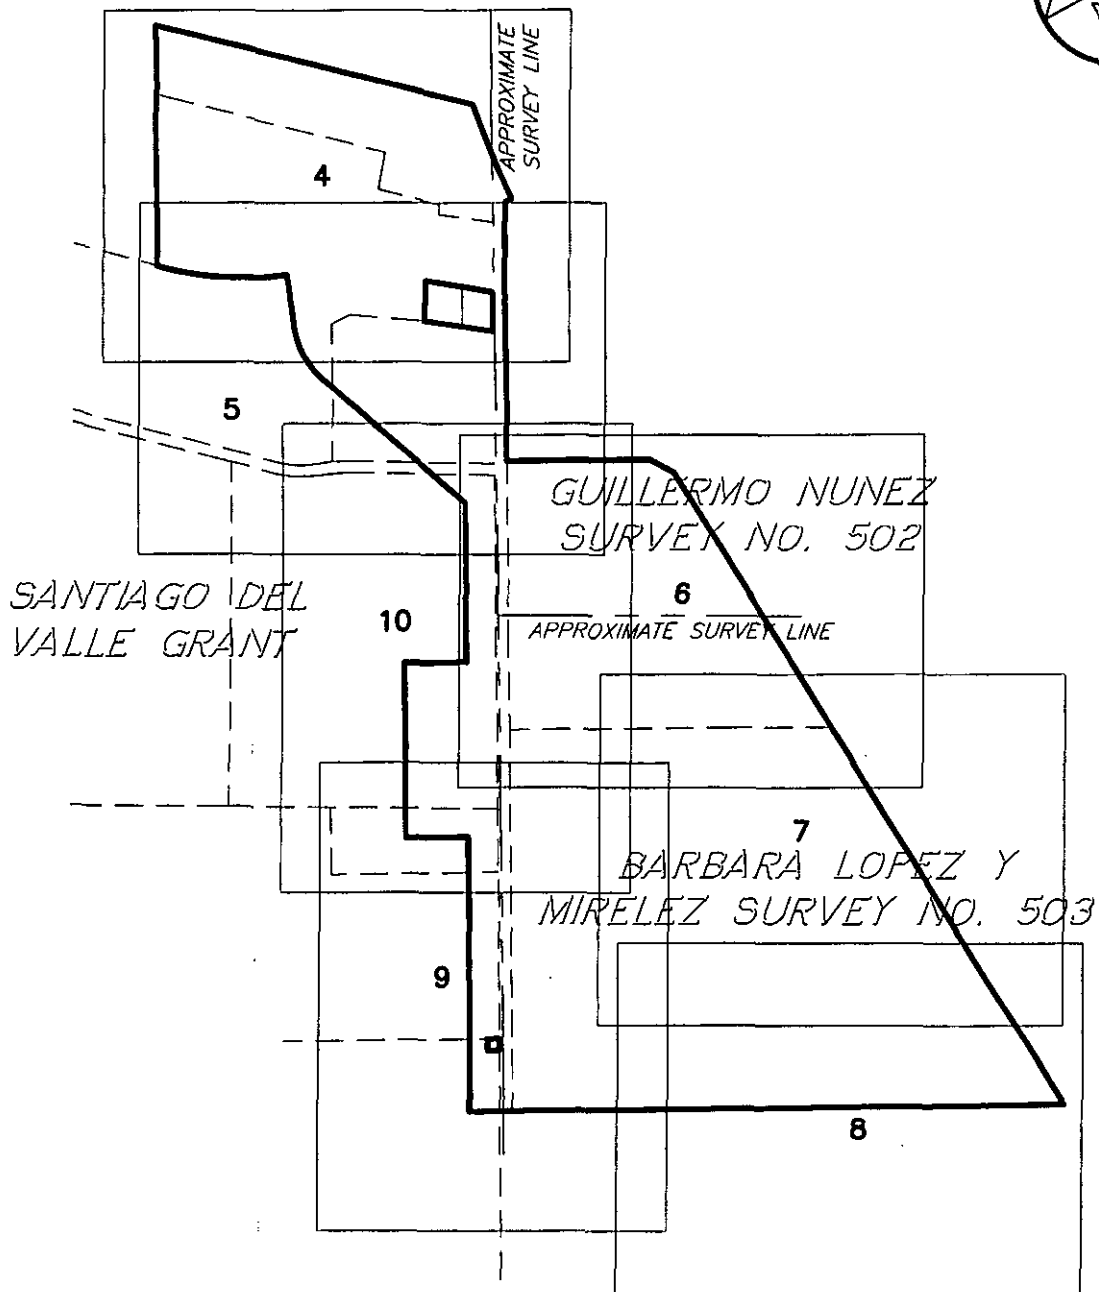 APPROXIMATE
SURVEY LINE
4
5
GUILLERMO NUNEZ
SURVEY NO. 502
SANTIAGO DEL
VALLE GRANT
6
10
APPROXIMATE SURVEY LINE
7
BARBARA LOPEZ Y
MIRELEZ SURVEY NO. 503
9
8